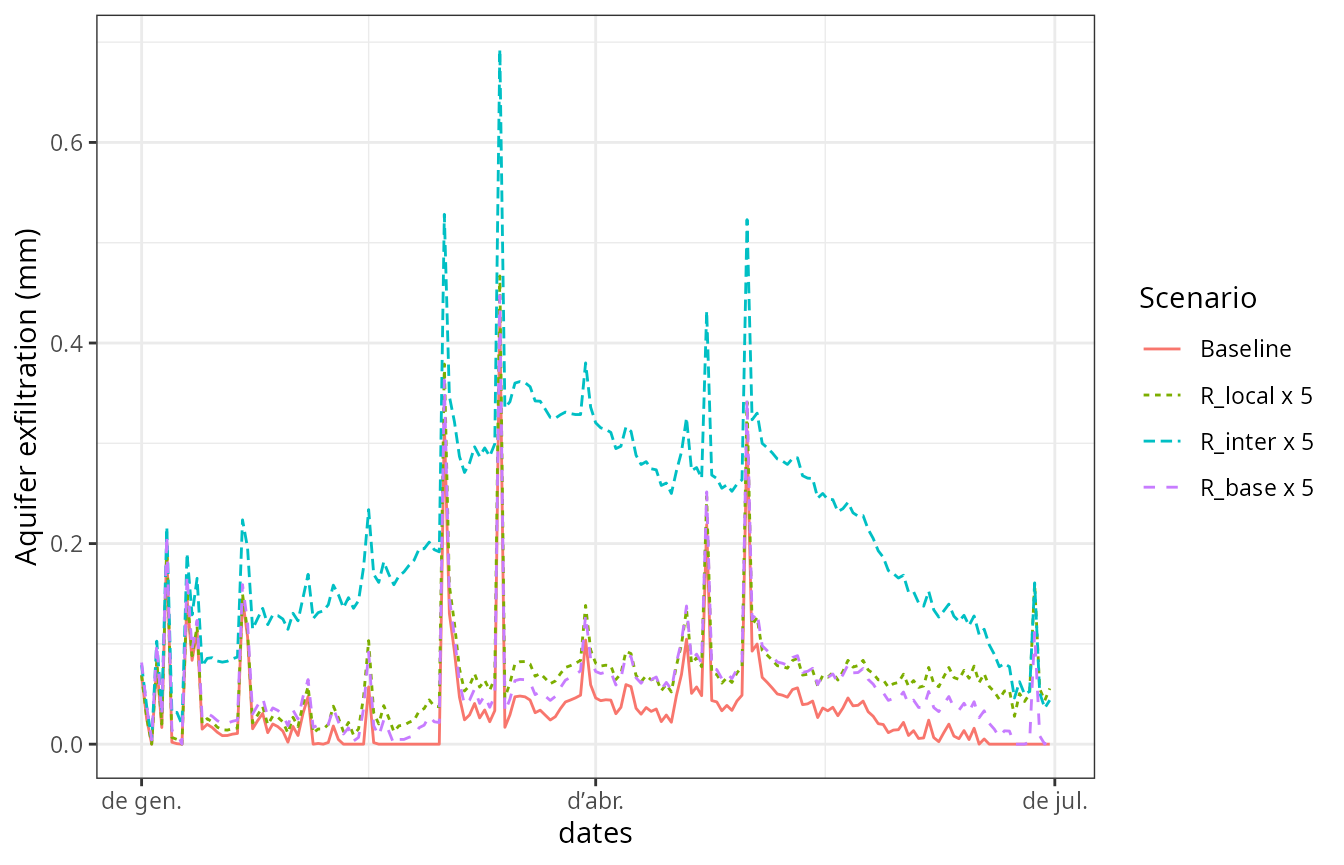 Aquifer exfiltration (mm)
0.6
0.4
0.2
0.0
de gen.
d’abr.
de jul.
dates
Scenario
Baseline
R_local x 5
R_inter x 5
R_base x 5